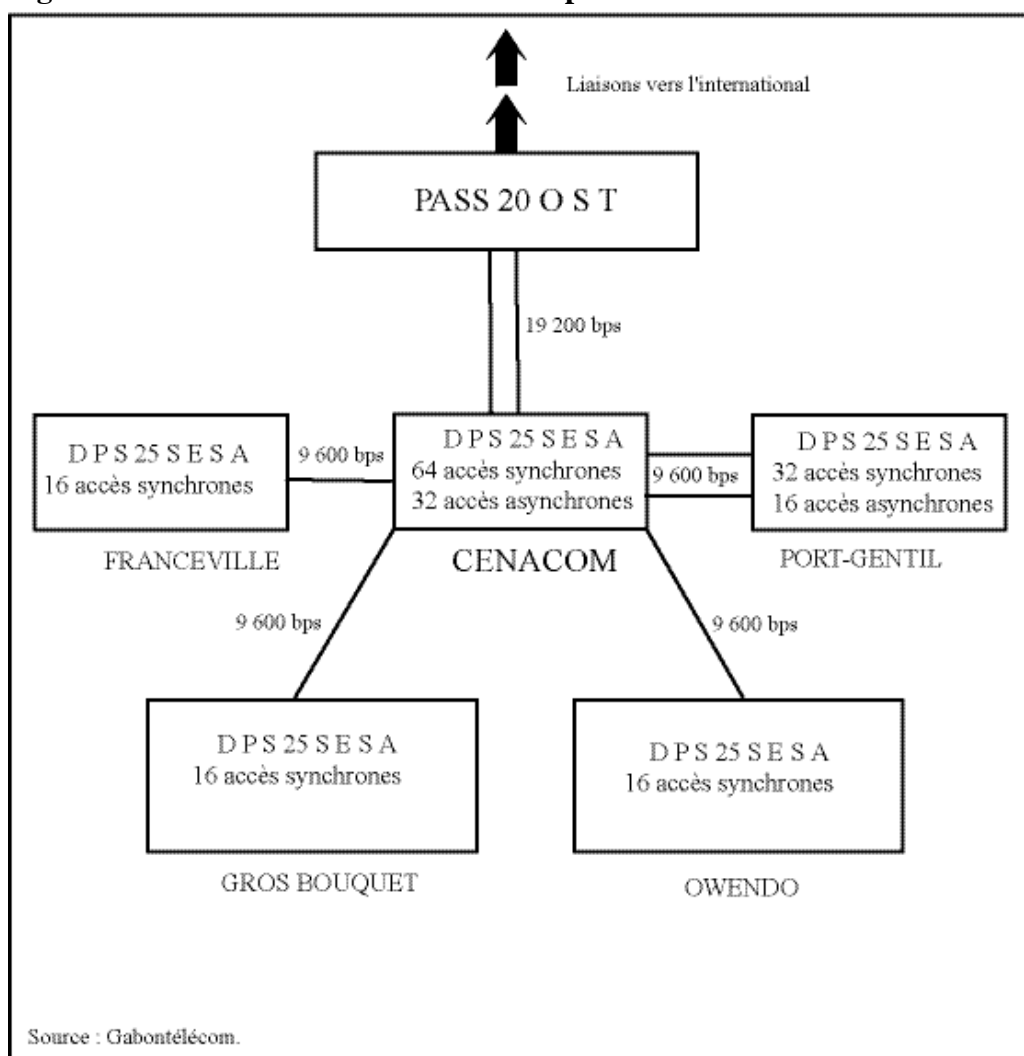 Liaisons vers l'international
PASS 20 O S T
19 200 bps
D P S 25 S E S A
16 accès synchrones
FRANCEVILLE
9 600 bps
D P S 25 S E S A
64 accès synchrones
32 accès asynchrones
CENACOM
9 600 bps
D P S 25 S E S A
32 accès synchrones
16 accès asynchrones
PORT-GENTIL
9 600 bps
9 600 bps
D P S 25 S E S A
16 accès synchrones
GROS BOUQUET
D P S 25 S E S A
16 accès synchrones
OWENDO
Source : Gabontélécom.